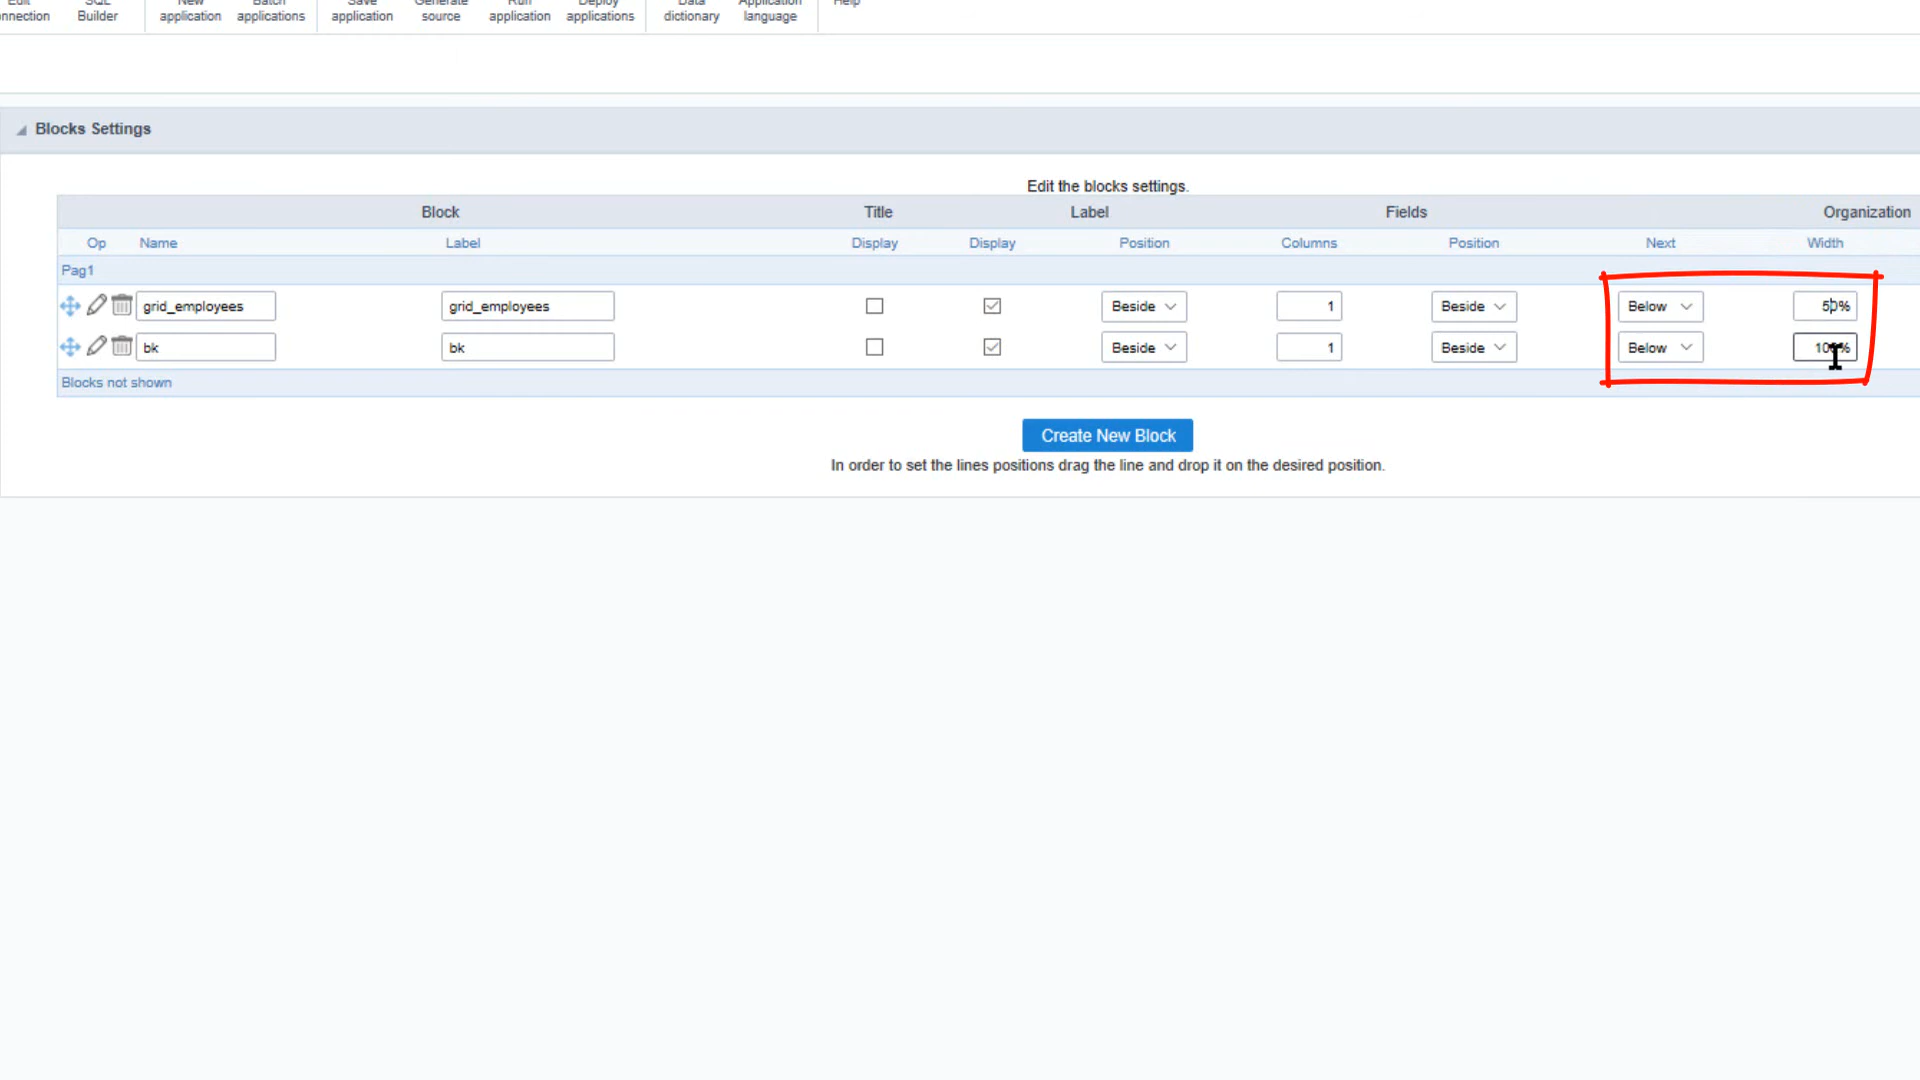 Edit SQL New Batch Save Generate Run Deploy Data Application Help
nnection Builder application applications application source application applications dictionary language
Blocks Settings
Edit the blocks settings.
Block Title Label Fields Organization
Op Name Label Display Display Position Columns Position Next Width
Pag1
grid_employees grid_employees Beside 1 Beside Below 50%
bk bk Beside 1 Beside Below 100%
Blocks not shown
Create New Block
In order to set the lines positions drag the line and drop it on the desired position.